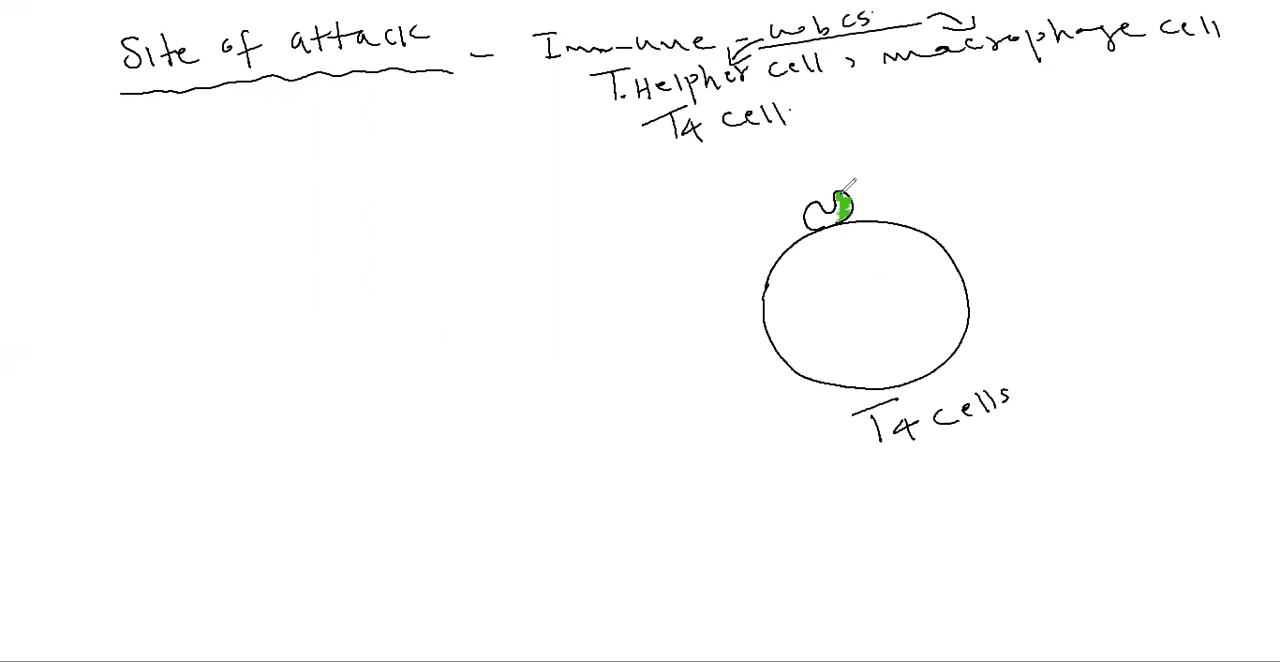 Site of attack - Immune - wbcs
T.Helpher cell, macrophage cell
T4 cell.
T4 cells